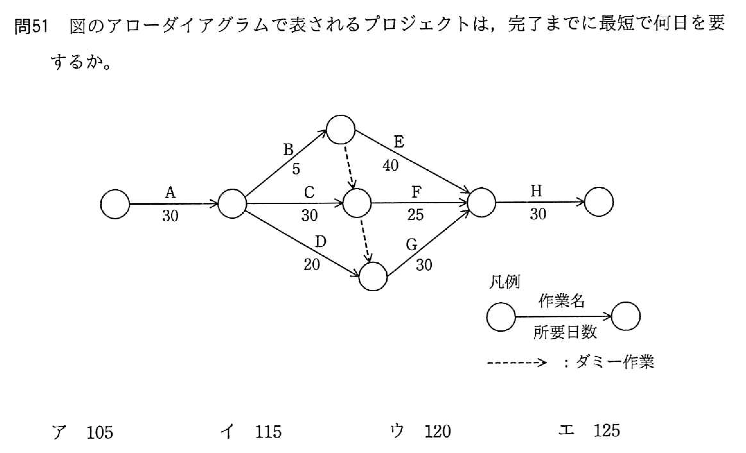 問51　図のアローダイアグラムで表されるプロジェクトは，完了までに最短で何日を要
するか。
B
5
E
40
A
30
C
30
F
25
H
30
D
20
G
30
凡例
作業名
所要日数
：ダミー作業
ア　105　イ　115　ウ　120　エ　125